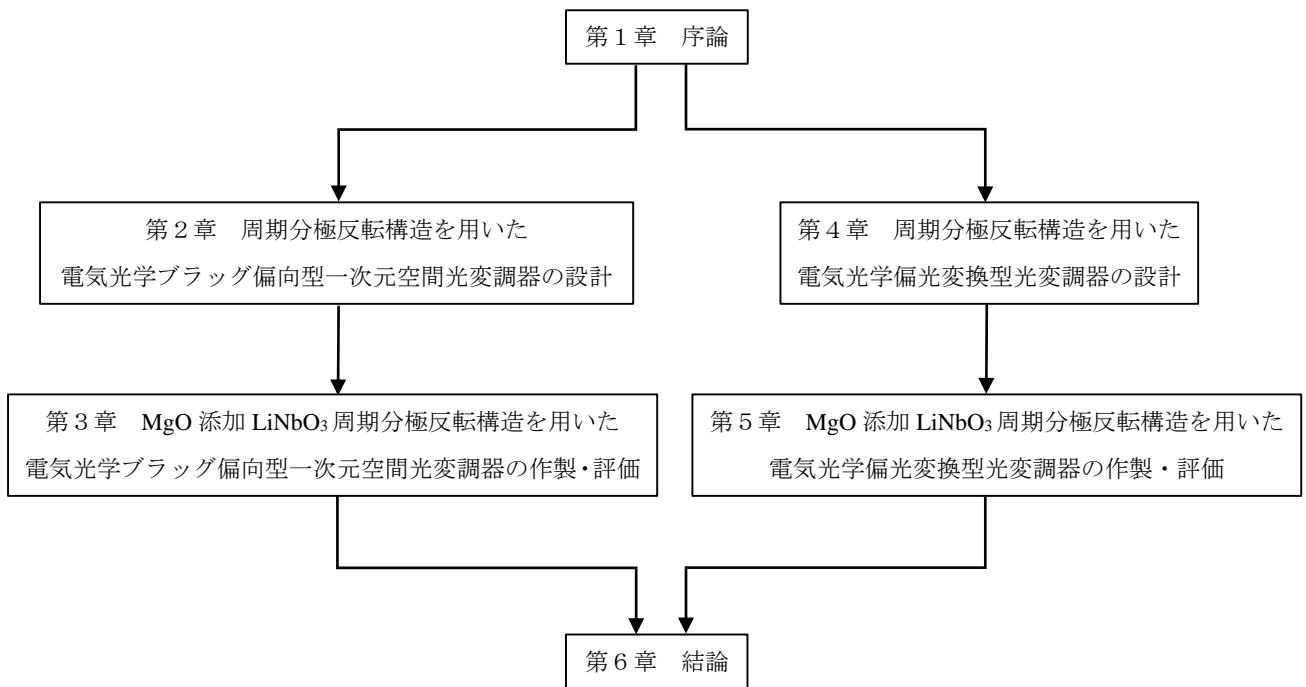 第１章　序論
第２章　周期分極反転構造を用いた
電気光学ブラッグ偏向型一次元空間光変調器の設計
第３章　MgO 添加 LiNbO₃ 周期分極反転構造を用いた
電気光学ブラッグ偏向型一次元空間光変調器の作製・評価
第４章　周期分極反転構造を用いた
電気光学偏光変換型光変調器の設計
第５章　MgO 添加 LiNbO₃ 周期分極反転構造を用いた
電気光学偏光変換型光変調器の作製・評価
第６章　結論